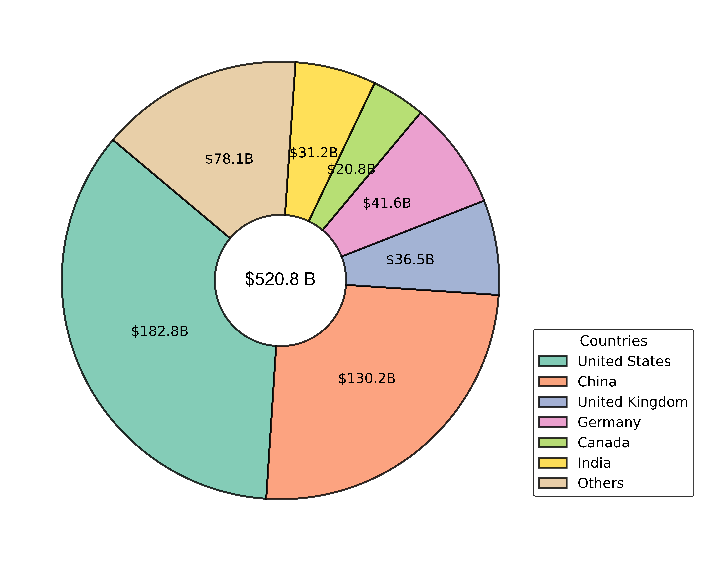 $78.1B
$31.2B
$20.8B
$41.6B
$36.5B
$520.8 B
$182.8B
$130.2B
Countries
United States
China
United Kingdom
Germany
Canada
India
Others